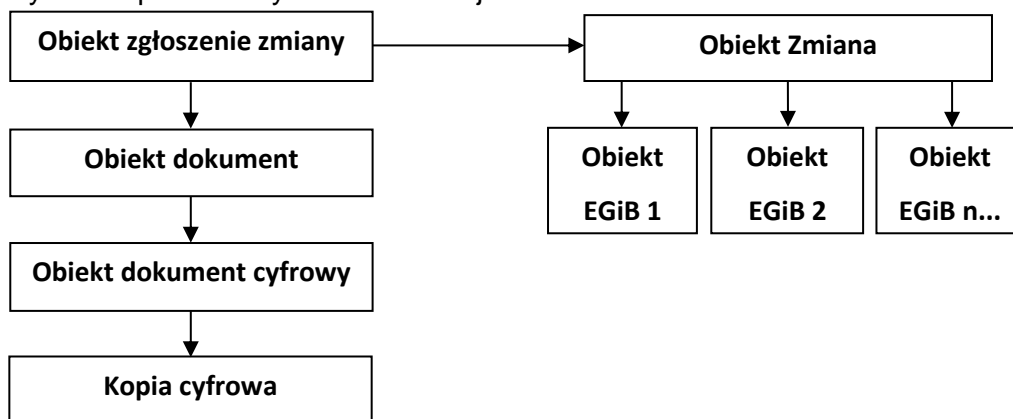 Obiekt zgłoszenie zmiany
Obiekt Zmiana
Obiekt dokument
Obiekt
EGiB 1
Obiekt
EGiB 2
Obiekt
EGiB n...
Obiekt dokument cyfrowy
Kopia cyfrowa